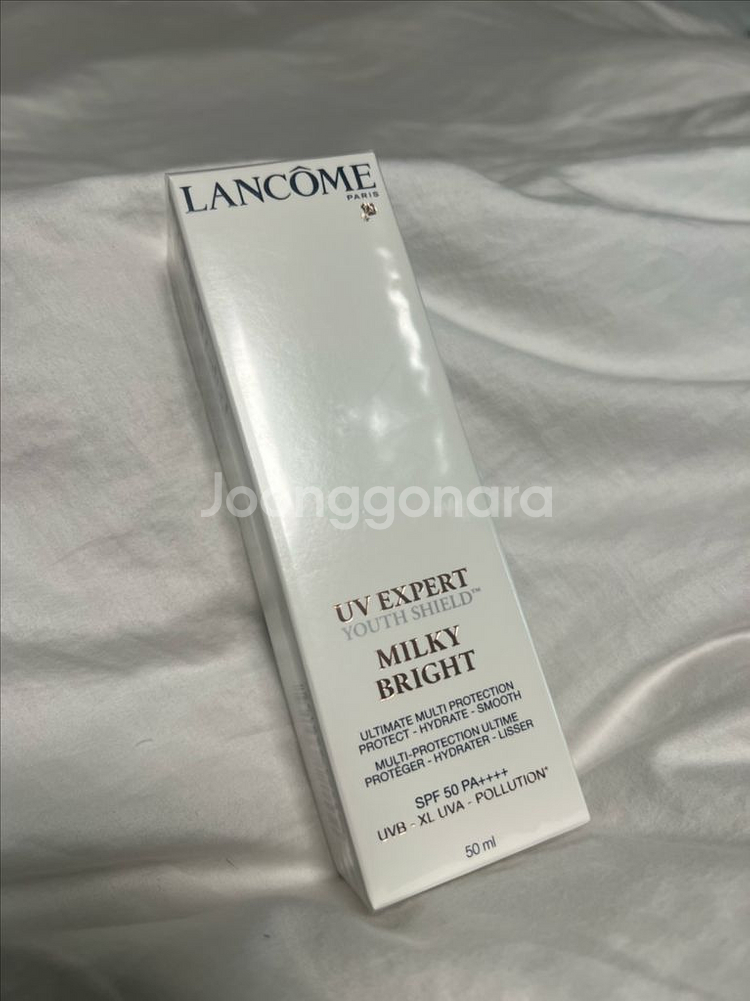 LANCÔME
PARIS
Joonggonara
UV EXPERT
YOUTH SHIELD™
MILKY
BRIGHT
ULTIMATE MULTI PROTECTION
PROTECT - HYDRATE - SMOOTH
MULTI-PROTECTION ULTIME
PROTÉGER - HYDRATER - LISSER
SPF 50 PA++++
UVB - XL UVA - POLLUTION*
50 ml